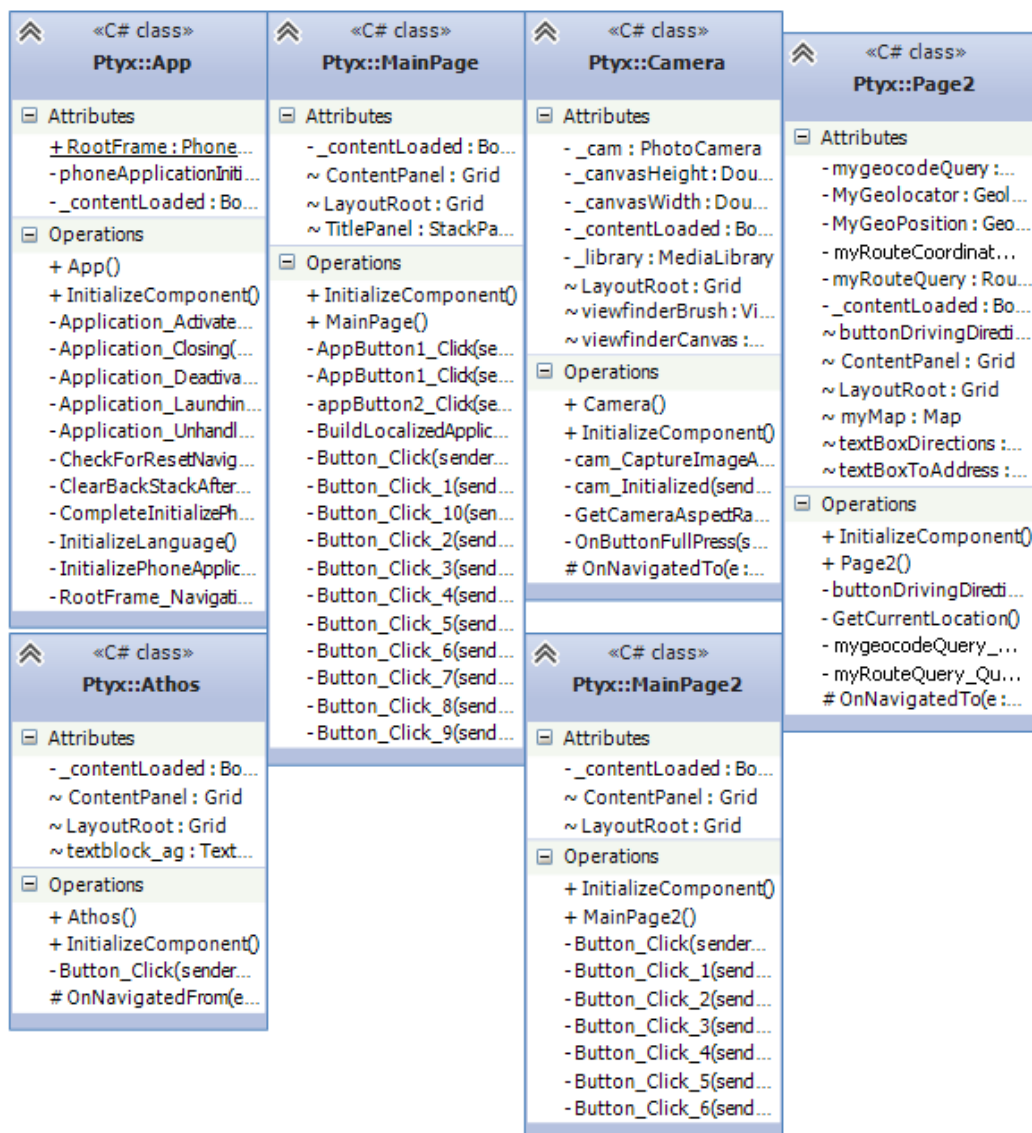 «C# class»
Ptyx::App
Attributes
+ RootFrame : Phone...
- phoneApplicationIniti...
- _contentLoaded : Bo...
Operations
+ App()
+ InitializeComponent()
- Application_Activate...
- Application_Closing(...
- Application_Deactiva...
- Application_Launchin...
- Application_Unhandl...
- CheckForResetNavig...
- ClearBackStackAfter...
- CompleteInitializePh...
- InitializeLanguage()
- InitializePhoneApplic...
- RootFrame_Navigati...
«C# class»
Ptyx::MainPage
Attributes
- _contentLoaded : Bo...
~ ContentPanel : Grid
~ LayoutRoot : Grid
~ TitlePanel : StackPa...
Operations
+ InitializeComponent()
+ MainPage()
- AppButton1_Click(se...
- AppButton1_Click(se...
- appButton2_Click(se...
- BuildLocalizedApplic...
- Button_Click(sender...
- Button_Click_1(send...
- Button_Click_10(sen...
- Button_Click_2(send...
- Button_Click_3(send...
- Button_Click_4(send...
- Button_Click_5(send...
- Button_Click_6(send...
- Button_Click_7(send...
- Button_Click_8(send...
- Button_Click_9(send...
«C# class»
Ptyx::Camera
Attributes
- _cam : PhotoCamera
- _canvasHeight : Dou...
- _canvasWidth : Dou...
- _contentLoaded : Bo...
- _library : MediaLibrary
~ LayoutRoot : Grid
~ viewfinderBrush : Vi...
~ viewfinderCanvas :...
Operations
+ Camera()
+ InitializeComponent()
- cam_CaptureImageA...
- cam_Initialized(send...
- GetCameraAspectRa...
- OnButtonFullPress(s...
# OnNavigatedTo(e :...
«C# class»
Ptyx::Page2
Attributes
- mygeocodeQuery :...
- MyGeolocator : Geol...
- MyGeoPosition : Geo...
- myRouteCoordinat...
- myRouteQuery : Rou...
- _contentLoaded : Bo...
~ buttonDrivingDirecti...
~ ContentPanel : Grid
~ LayoutRoot : Grid
~ myMap : Map
~ textBoxDirections :...
~ textBoxToAddress :...
Operations
+ InitializeComponent()
+ Page2()
- buttonDrivingDirecti...
- GetCurrentLocation()
- mygeocodeQuery_...
- myRouteQuery_Qu...
# OnNavigatedTo(e :...
«C# class»
Ptyx::Athos
Attributes
- _contentLoaded : Bo...
~ ContentPanel : Grid
~ LayoutRoot : Grid
~ textblock_ag : Text...
Operations
+ Athos()
+ InitializeComponent()
- Button_Click(sender...
# OnNavigatedFrom(e...
«C# class»
Ptyx::MainPage2
Attributes
- _contentLoaded : Bo...
~ ContentPanel : Grid
~ LayoutRoot : Grid
Operations
+ InitializeComponent()
+ MainPage2()
- Button_Click(sender...
- Button_Click_1(send...
- Button_Click_2(send...
- Button_Click_3(send...
- Button_Click_4(send...
- Button_Click_5(send...
- Button_Click_6(send...